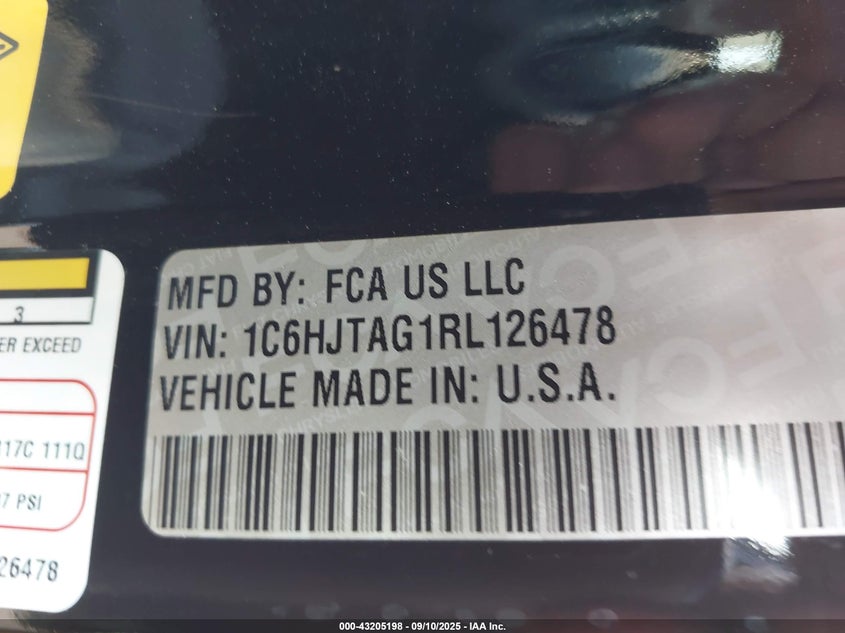 MFD BY: FCA US LLC
VIN: 1C6HJTAG1RL126478
VEHICLE MADE IN: U.S.A.
3
ER EXCEED
117C 111Q
7 PSI
26478
000-43205198 - 09/10/2025 - IAA Inc.